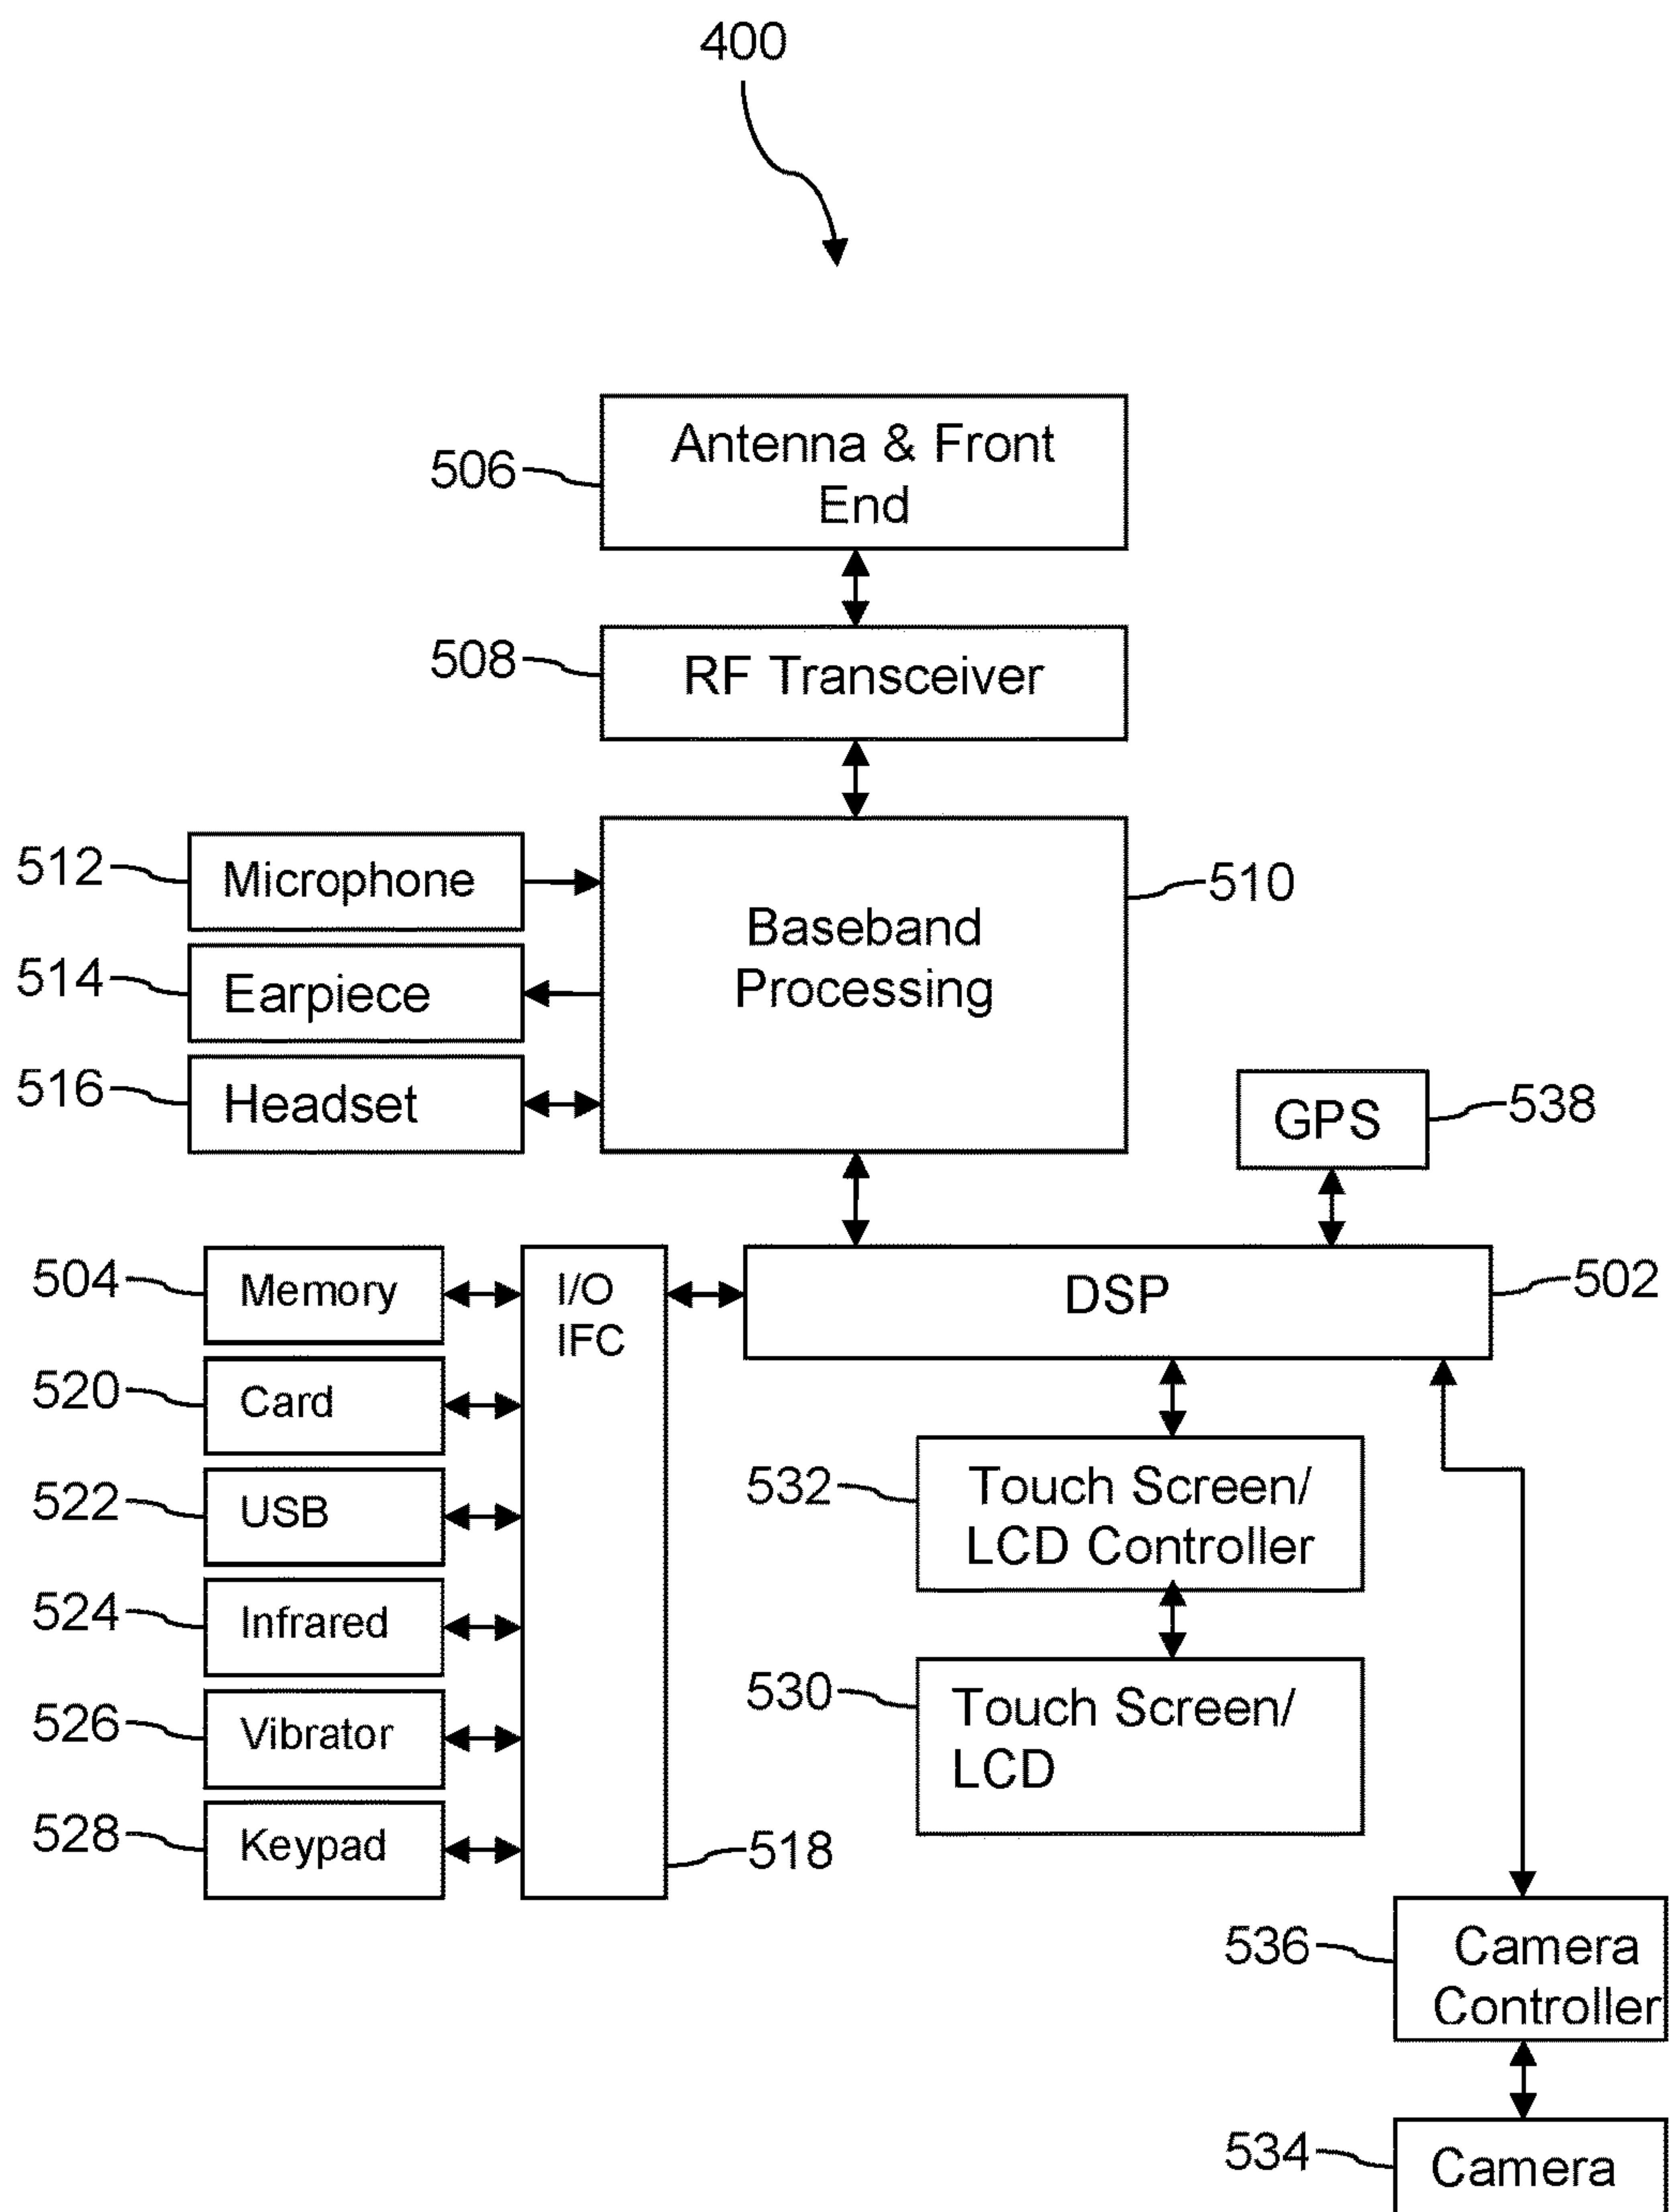 400
506
Antenna & Front
End
508
RF Transceiver
512
Microphone
510
Baseband
Processing
514
Earpiece
516
Headset
GPS
538
504
Memory
I/O
IFC
DSP
502
520
Card
522
USB
532
Touch Screen/
LCD Controller
524
Infrared
530
Touch Screen/
LCD
526
Vibrator
528
Keypad
518
536
Camera
Controller
534
Camera